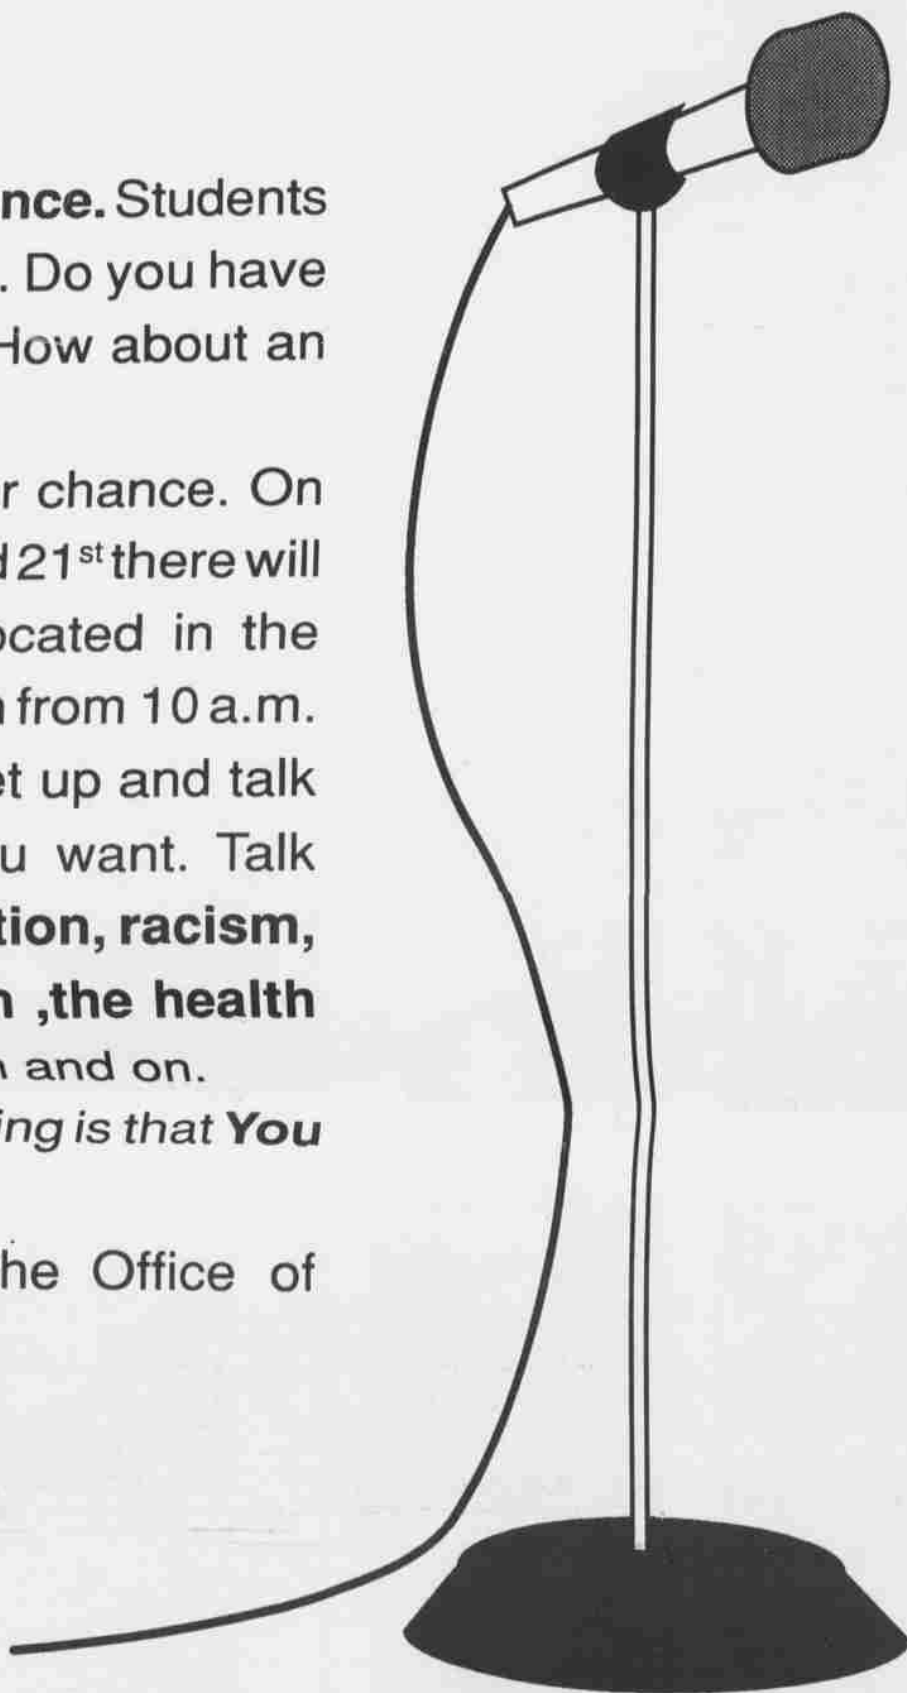 nce. Students
. Do you have
How about an
r chance. On
d 21st there will
ocated in the
n from 10 a.m.
et up and talk
u want. Talk
tion, racism,
n ,the health
n and on.
ing is that You
he Office of